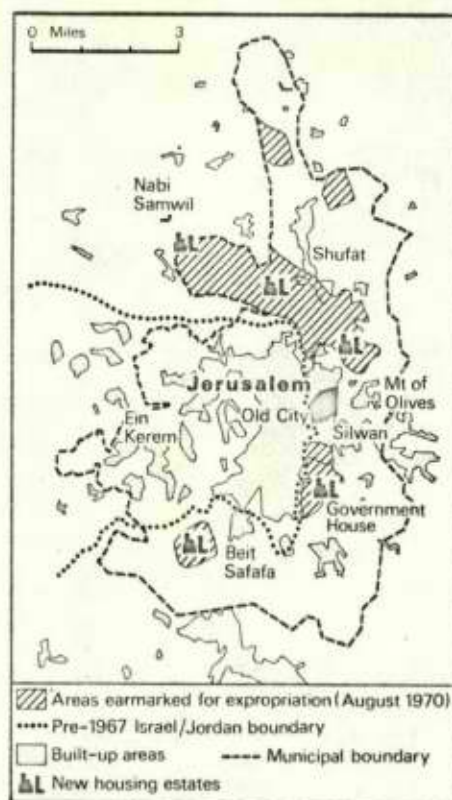 0 Miles 3
Nabi
Samwil
Shufat
Jerusalem
Mt of
Olives
Old City
Ein
Kerem
Silwan
Government
House
Beit
Safafa
Areas earmarked for expropriation (August 1970)
Pre-1967 Israel/Jordan boundary
Built-up areas
Municipal boundary
New housing estates